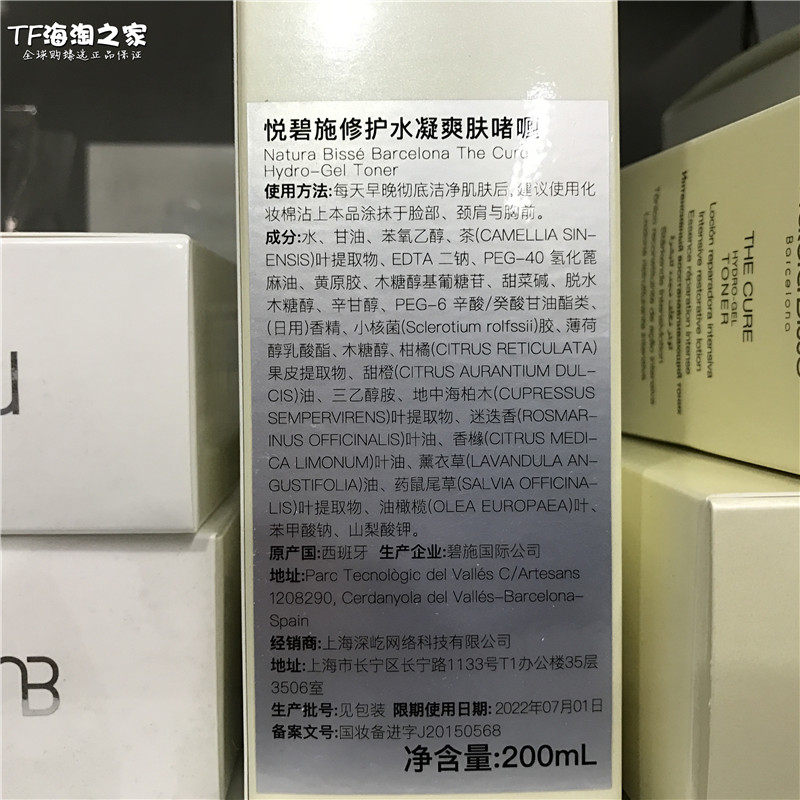 TF海淘之家
全球购臻选正品保证
悦碧施修护水凝爽肤啫喱
Natura Bissé Barcelona The Cure
Hydro-Gel Toner
使用方法:每天早晚彻底洁净肌肤后,建议使用化
妆棉沾上本品涂抹于脸部、颈肩与胸前。
成分:水、甘油、苯氧乙醇、茶(CAMELLIA SIN-
ENSIS)叶提取物、EDTA 二钠、PEG-40 氢化蓖
麻油、黄原胶、木糖醇基葡糖苷、甜菜碱、脱水
木糖醇、辛甘醇、PEG-6 辛酸/癸酸甘油酯类、
(日用)香精、小核菌(Sclerotium rolfssii)胶、薄荷
醇乳酸酯、木糖醇、柑橘(CITRUS RETICULATA)
果皮提取物、甜橙(CITRUS AURANTIUM DUL-
CIS)油、三乙醇胺、地中海柏木(CUPRESSUS
SEMPERVIRENS)叶提取物、迷迭香(ROSMAR-
INUS OFFICINALIS)叶油、香橼(CITRUS MEDI-
CA LIMONUM)叶油、薰衣草(LAVANDULA AN-
GUSTIFOLIA)油、药鼠尾草(SALVIA OFFICINA-
LIS)叶提取物、油橄榄(OLEA EUROPAEA)叶、
苯甲酸钠、山梨酸钾。
原产国:西班牙 生产企业:碧施国际公司
地址:Parc Tecnològic del Vallés C/Artesans
1208290, Cerdanyola del Vallés-Barcelona-
Spain
经销商:上海深屹网络科技有限公司
地址:上海市长宁区长宁路1133号T1办公楼35层
3506室
生产批号:见包装 限期使用日期:2022年07月01日
备案文号:国妆备进字J20150568
净含量:200mL
Barcelona
THE CURE
HYDRO-GEL
TONER
Loción reparadora intensiva
Intensive restorative lotion
Essence réparation intense